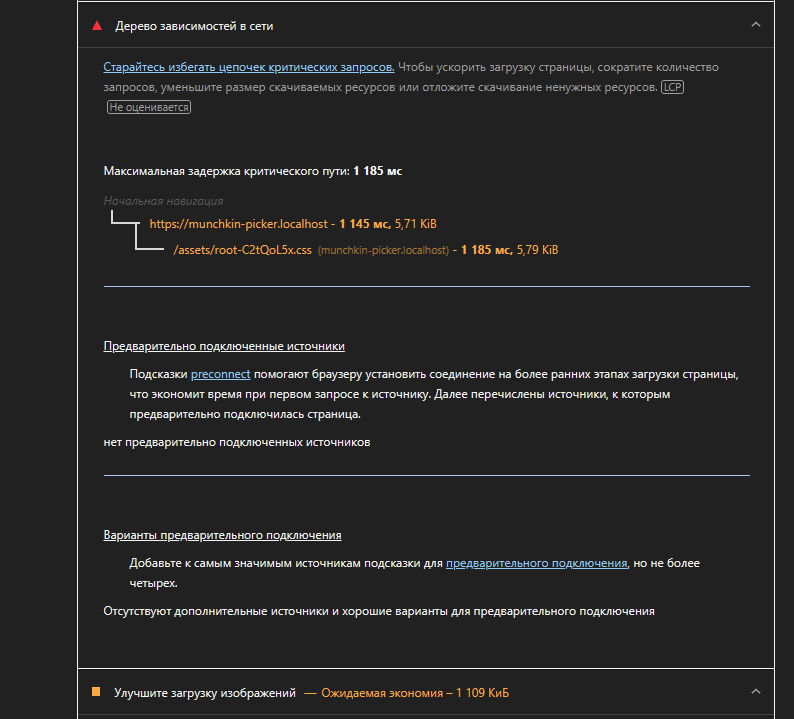 Дерево зависимостей в сети
Старайтесь избегать цепочек критических запросов. Чтобы ускорить загрузку страницы, сократите количество
запросов, уменьшите размер скачиваемых ресурсов или отложите скачивание ненужных ресурсов. LCP
Не оценивается
Максимальная задержка критического пути: 1 185 мс
Начальная навигация
https://munchkin-picker.localhost - 1 145 мс, 5,71 KiB
/assets/root-C2tQoL5x.css (munchkin-picker.localhost) - 1 185 мс, 5,79 KiB
Предварительно подключенные источники
Подсказки preconnect помогают браузеру установить соединение на более ранних этапах загрузки страницы,
что экономит время при первом запросе к источнику. Далее перечислены источники, к которым
предварительно подключилась страница.
нет предварительно подключенных источников
Варианты предварительного подключения
Добавьте к самым значимым источникам подсказки для предварительного подключения, но не более
четырех.
Отсутствуют дополнительные источники и хорошие варианты для предварительного подключения
Улучшите загрузку изображений — Ожидаемая экономия – 1 109 КиБ